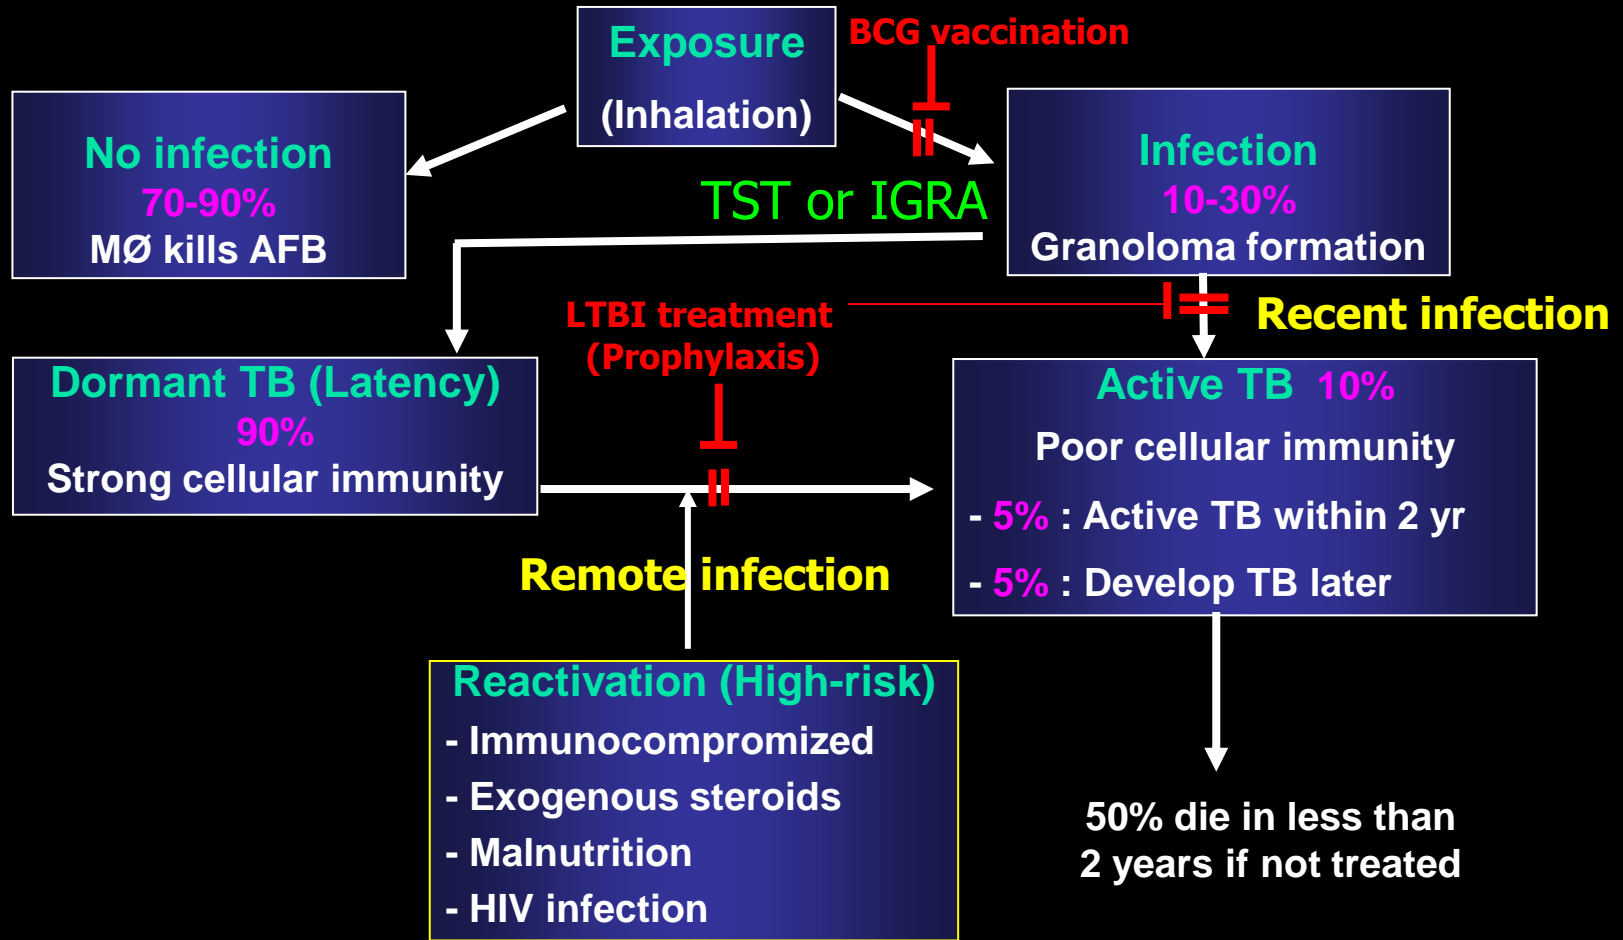 Exposure
(Inhalation)
BCG vaccination
No infection
70-90%
MØ kills AFB
Infection
10-30%
Granoloma formation
TST or IGRA
LTBI treatment
(Prophylaxis)
Recent infection
Dormant TB (Latency)
90%
Strong cellular immunity
Active TB 10%
Poor cellular immunity
- 5% : Active TB within 2 yr
- 5% : Develop TB later
Remote infection
Reactivation (High-risk)
- Immunocompromized
- Exogenous steroids
- Malnutrition
- HIV infection
50% die in less than
2 years if not treated